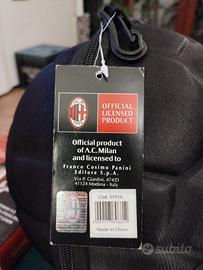 OFFICIAL
LICENSED
PRODUCT
Official product
of A.C. Milan
and licensed to
Franco Cosimo Panini
Editore S.p.A.
Via P. Giardini, 474/D
41124 Modena - Italy
Made in China
subito